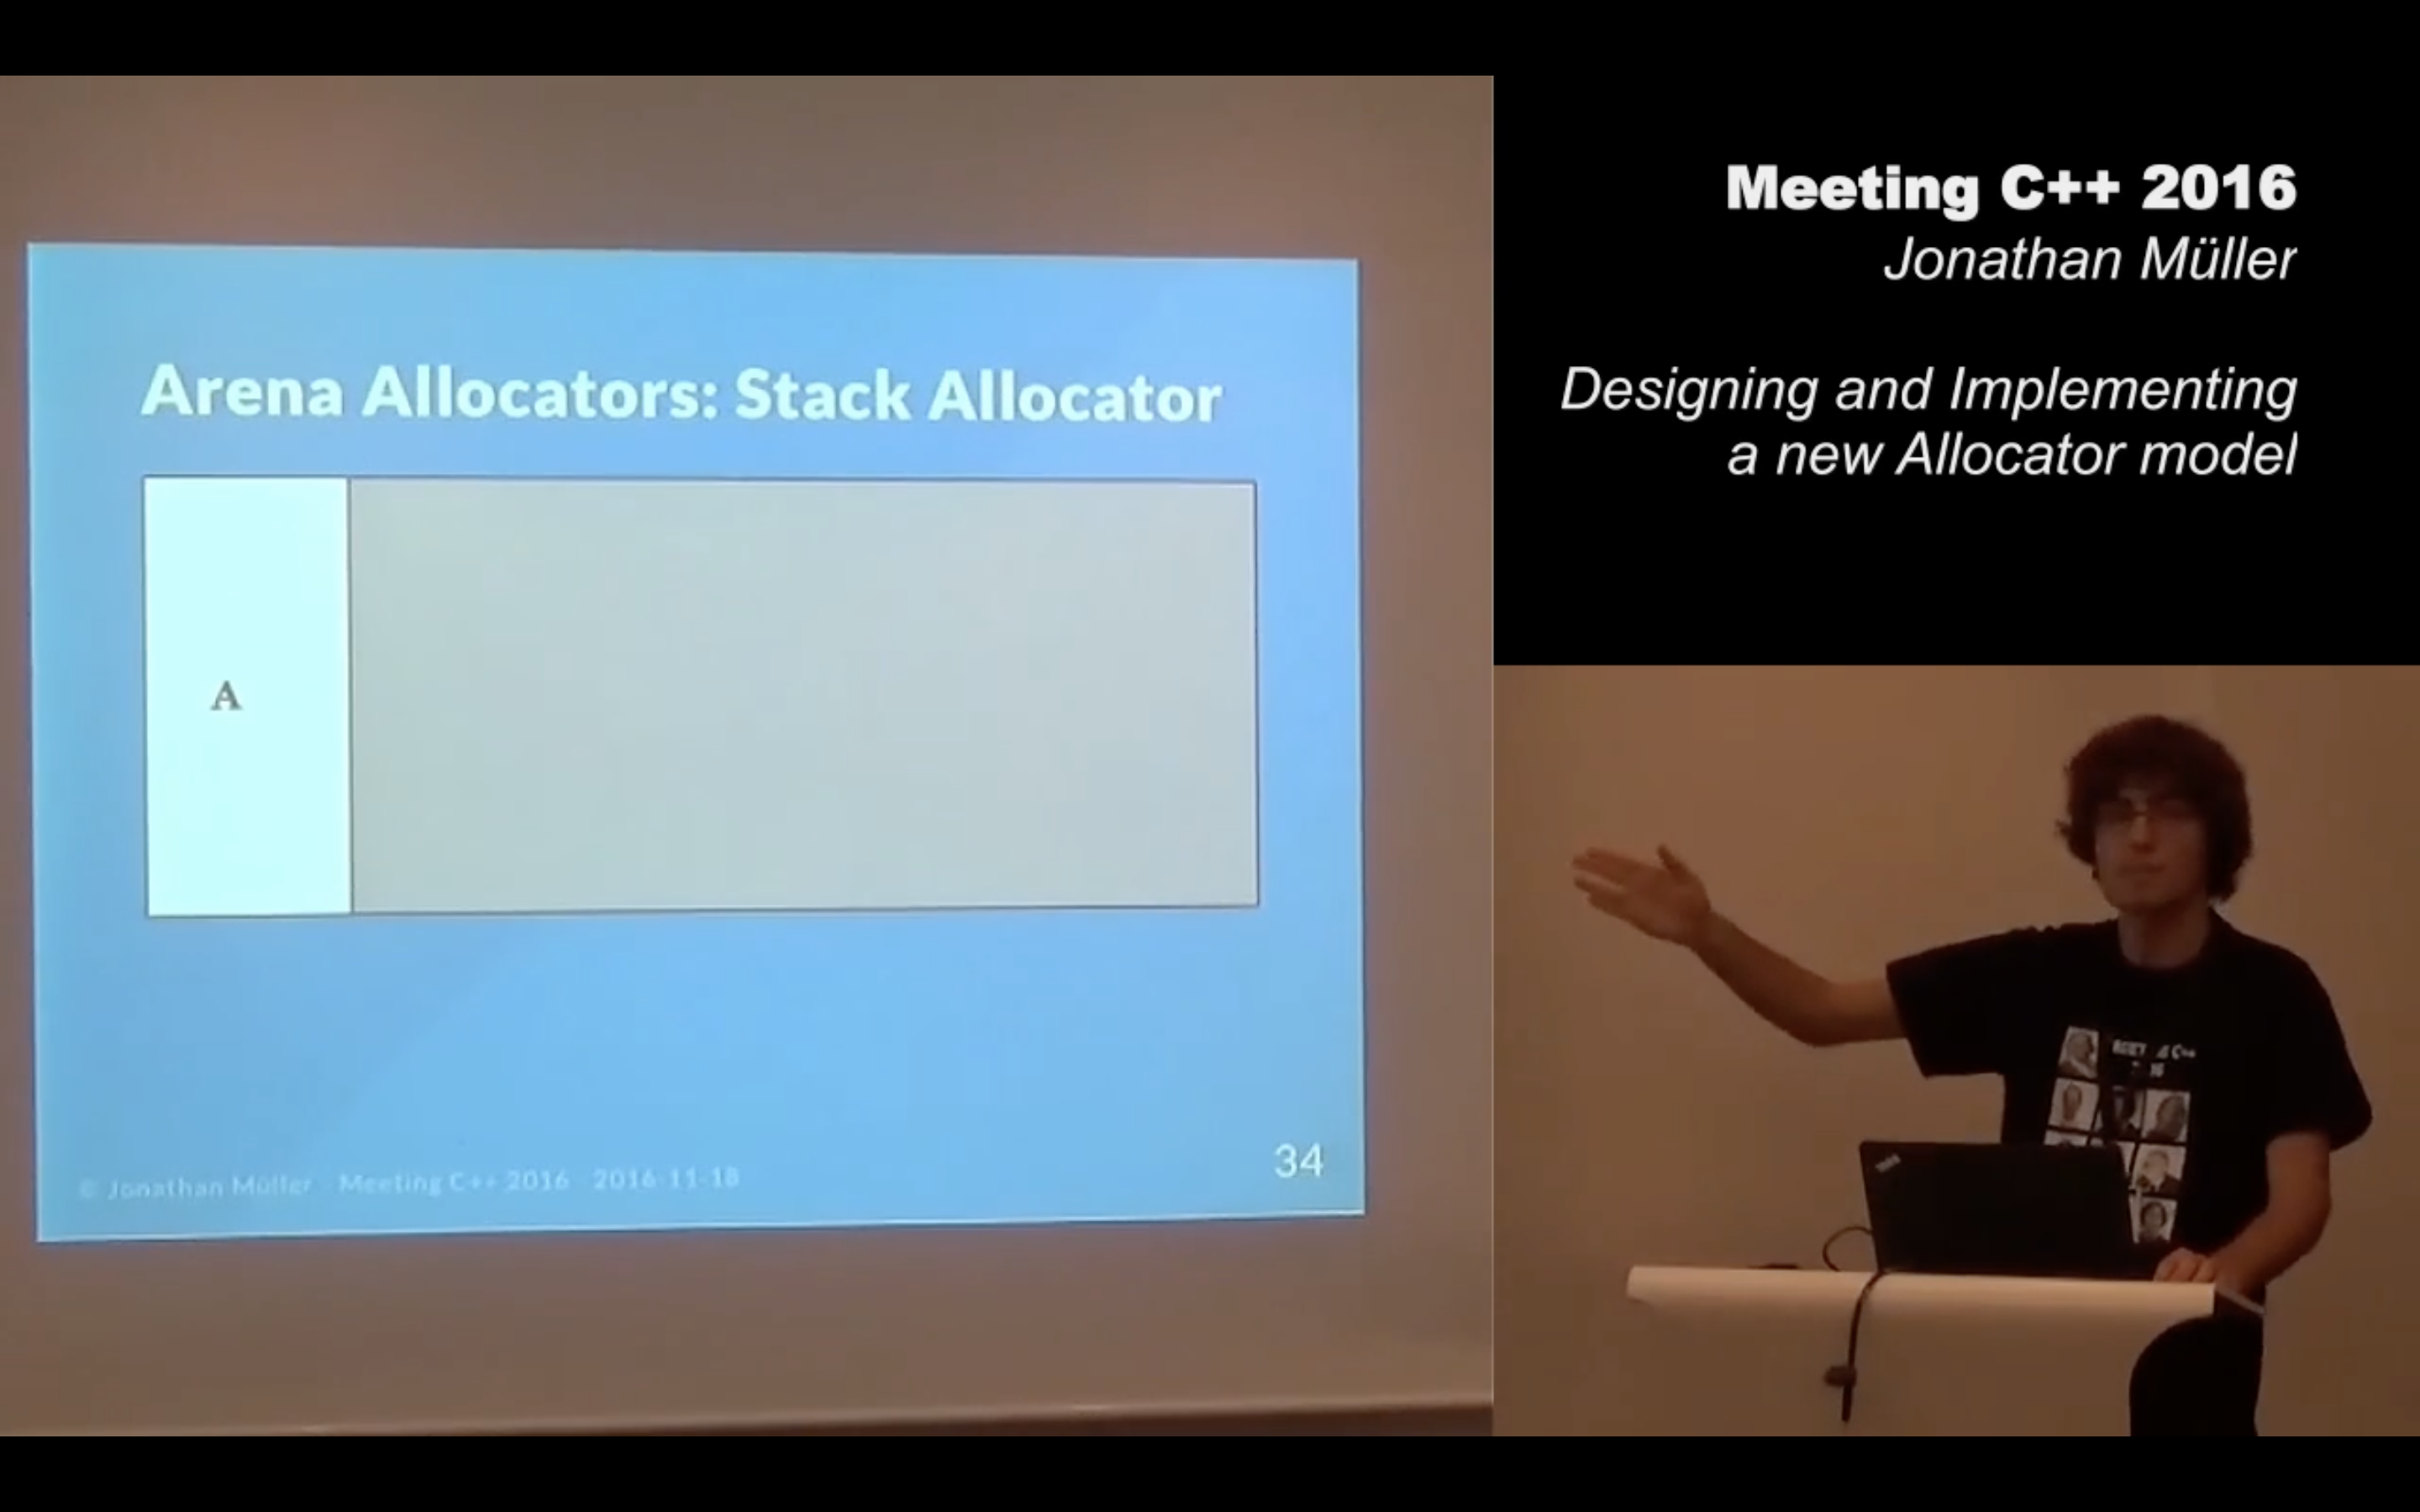 Arena Allocators: Stack Allocator
A
© Jonathan Müller Meeting C++ 2016 2016-11-18
34
Meeting C++ 2016
Jonathan Müller
Designing and Implementing
a new Allocator model